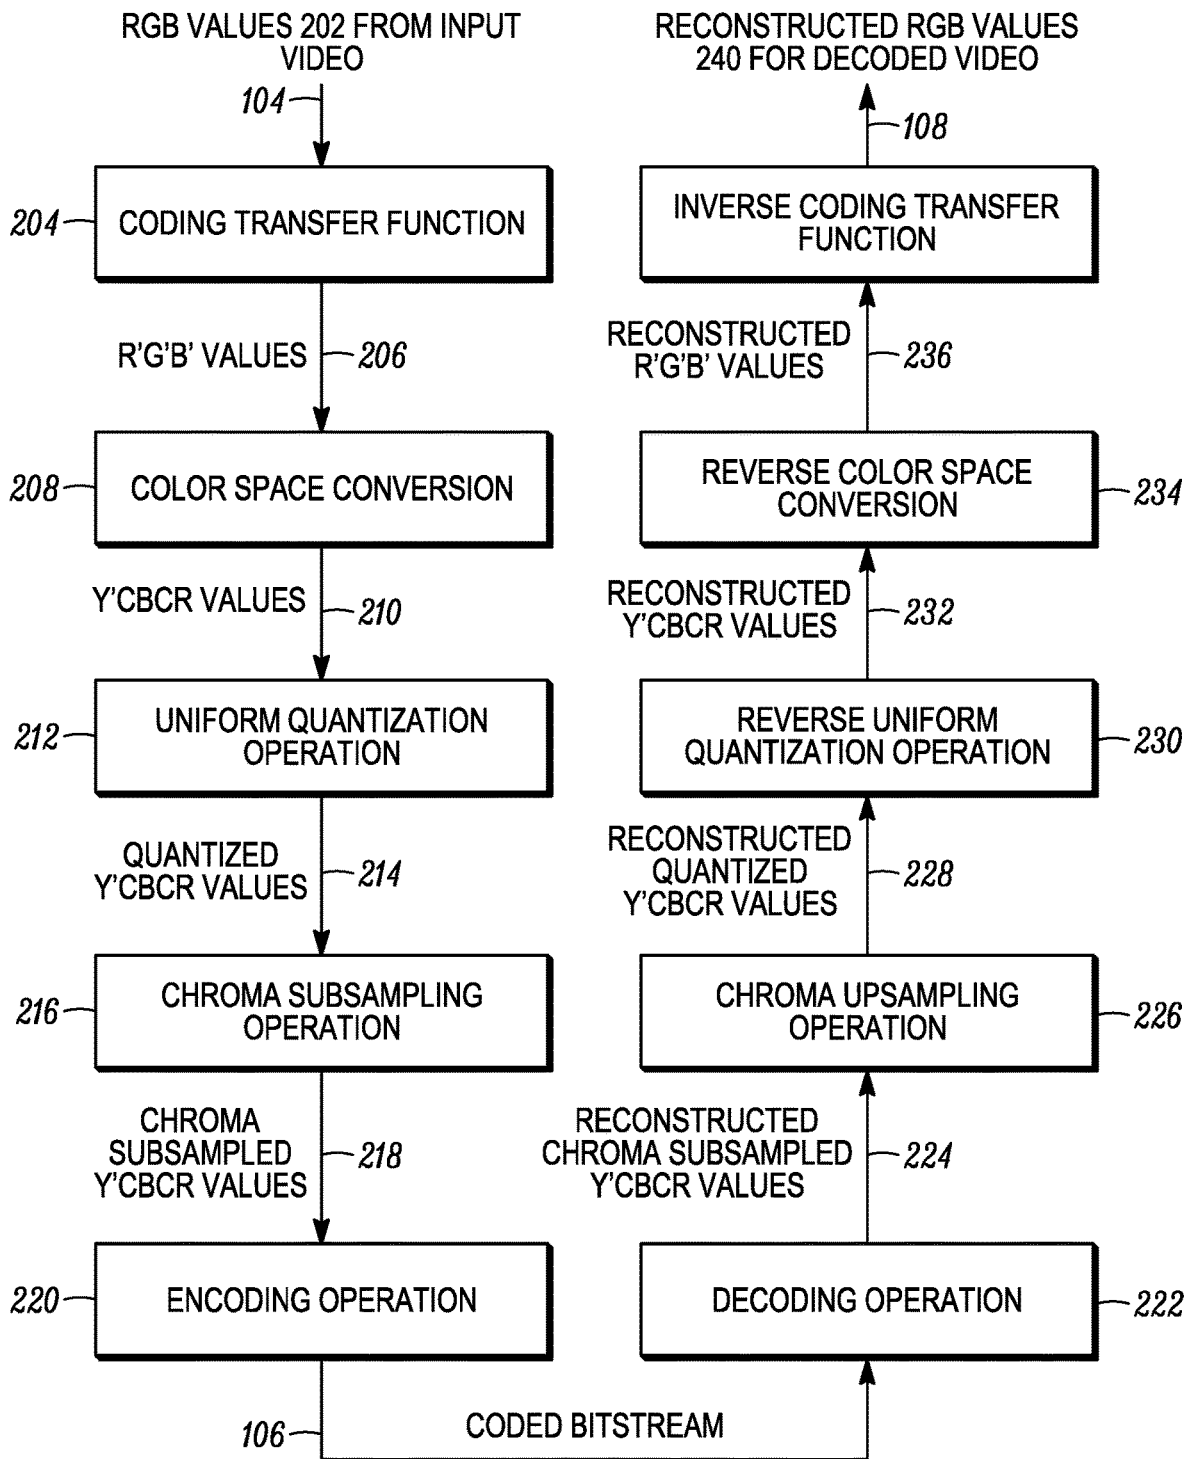 RGB VALUES 202 FROM INPUT
VIDEO
104
204
CODING TRANSFER FUNCTION
R'G'B' VALUES
206
208
COLOR SPACE CONVERSION
Y'CBCR VALUES
210
212
UNIFORM QUANTIZATION
OPERATION
QUANTIZED
Y'CBCR VALUES
214
216
CHROMA SUBSAMPLING
OPERATION
CHROMA
SUBSAMPLED
Y'CBCR VALUES
218
220
ENCODING OPERATION
106
CODED BITSTREAM
RECONSTRUCTED RGB VALUES
240 FOR DECODED VIDEO
108
INVERSE CODING TRANSFER
FUNCTION
RECONSTRUCTED
R'G'B' VALUES
236
REVERSE COLOR SPACE
CONVERSION
234
RECONSTRUCTED
Y'CBCR VALUES
232
REVERSE UNIFORM
QUANTIZATION OPERATION
230
RECONSTRUCTED
QUANTIZED
Y'CBCR VALUES
228
CHROMA UPSAMPLING
OPERATION
226
RECONSTRUCTED
CHROMA SUBSAMPLED
Y'CBCR VALUES
224
DECODING OPERATION
222